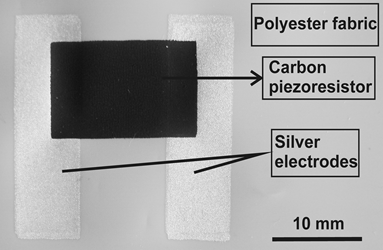 Polyester fabric
Carbon
piezoresistor
Silver
electrodes
10 mm